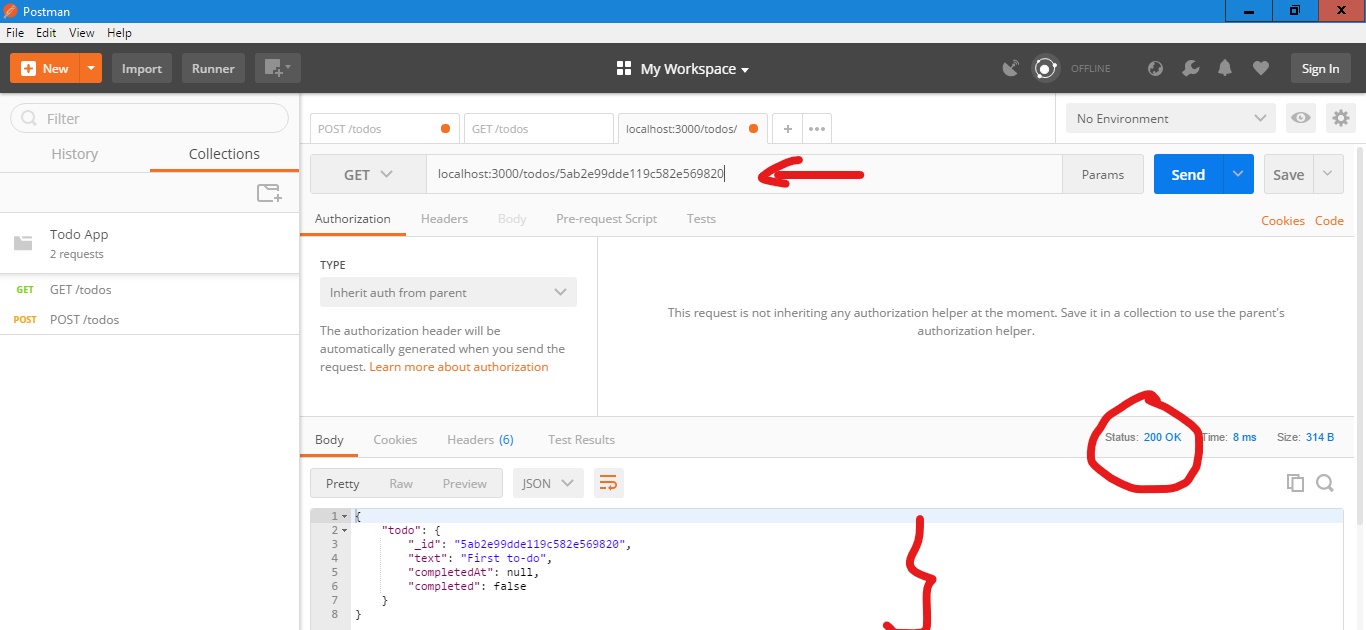 Postman
File Edit View Help
New Import Runner My Workspace OFFLINE Sign In
Filter
History Collections
Todo App
2 requests
GET GET /todos
POST POST /todos
POST /todos GET /todos localhost:3000/todos/ + ••• No Environment
GET localhost:3000/todos/5ab2e99dde119c582e569820 Params Send Save
Authorization Headers Body Pre-request Script Tests Cookies Code
TYPE
Inherit auth from parent
The authorization header will be
automatically generated when you send the
request. Learn more about authorization
This request is not inheriting any authorization helper at the moment. Save it in a collection to use the parent's
authorization helper.
Body Cookies Headers (6) Test Results Status: 200 OK Time: 8 ms Size: 314 B
Pretty Raw Preview JSON
1 {
2 "todo": {
3 "_id": "5ab2e99dde119c582e569820",
4 "text": "First to-do",
5 "completedAt": null,
6 "completed": false
7 }
8 }